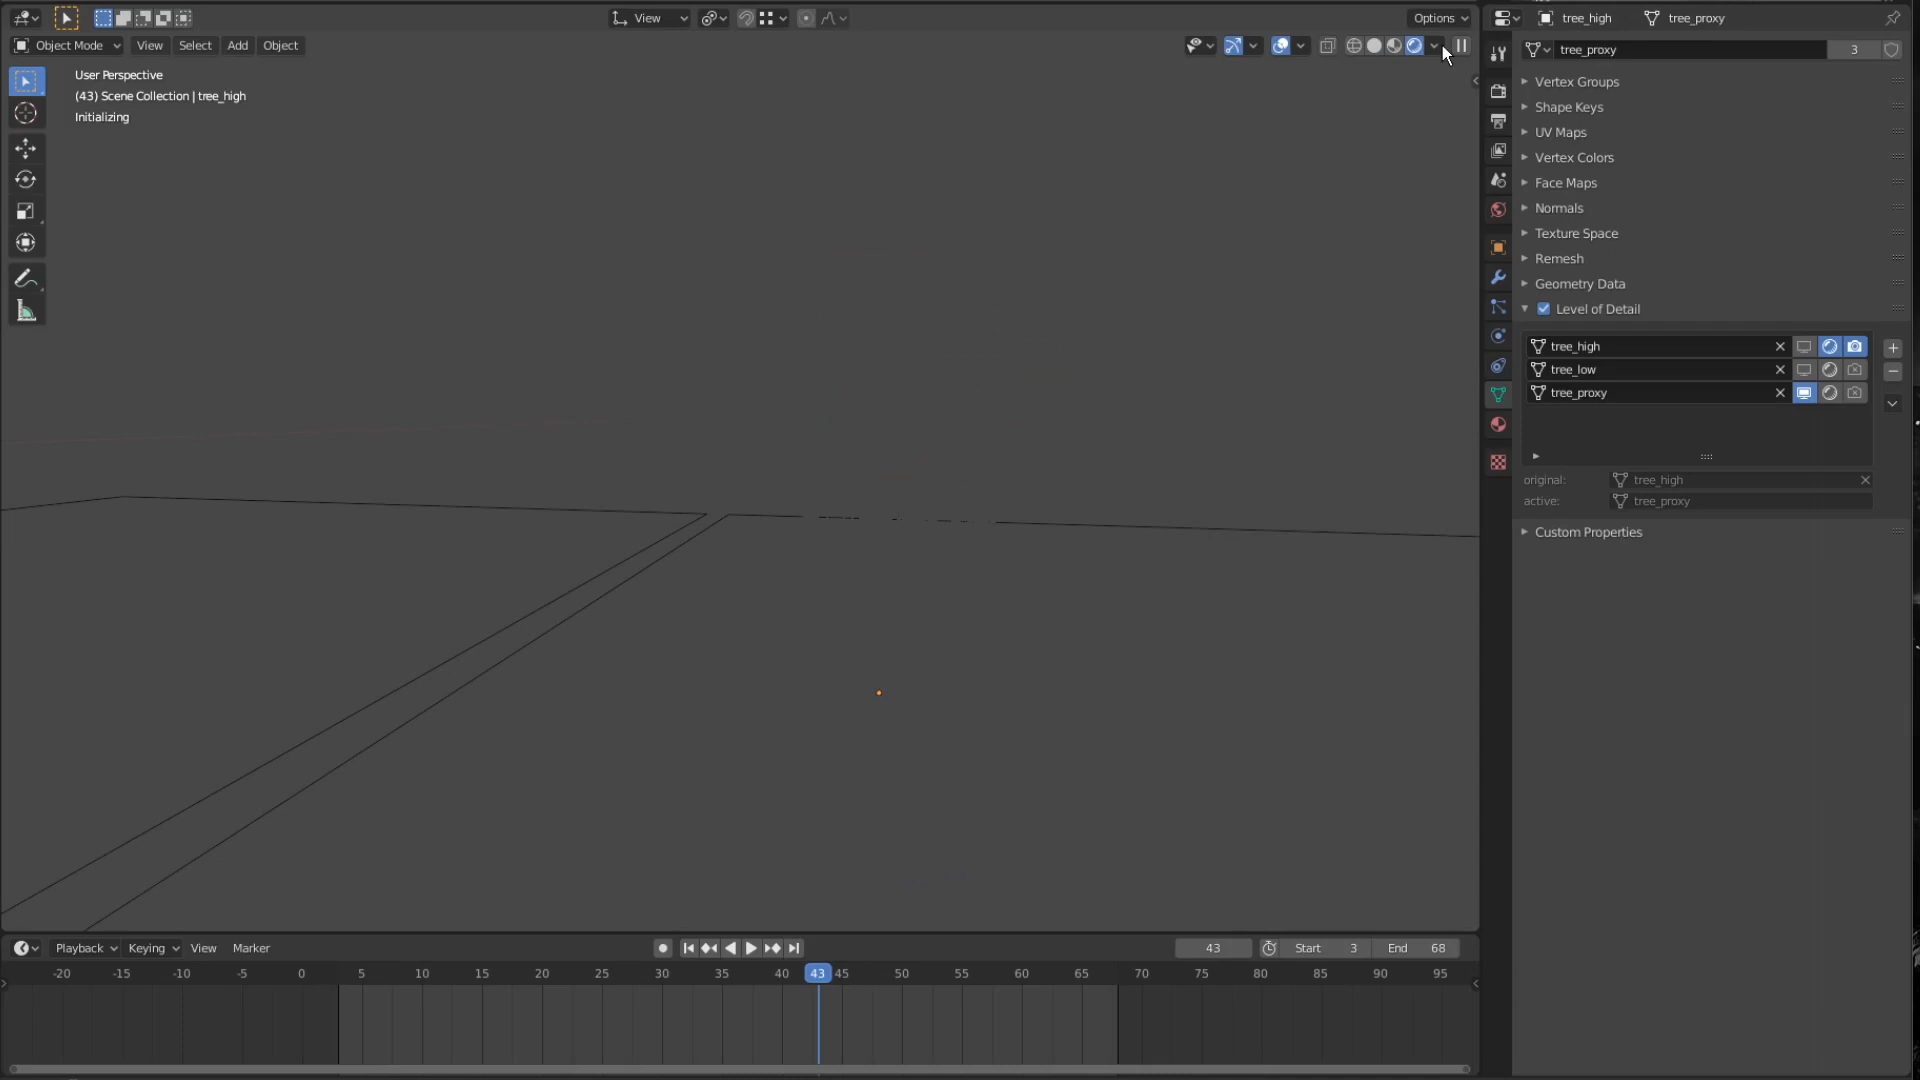 View
Options
tree_high
tree_proxy
Object Mode
View
Select
Add
Object
tree_proxy
3
User Perspective
(43) Scene Collection | tree_high
Initializing
Vertex Groups
Shape Keys
UV Maps
Vertex Colors
Face Maps
Normals
Texture Space
Remesh
Geometry Data
Level of Detail
tree_high
tree_low
tree_proxy
original:
tree_high
active:
tree_proxy
Custom Properties
Playback
Keying
View
Marker
43
Start 3
End 68
-20 -15 -10 -5 0 5 10 15 20 25 30 35 40 43 45 50 55 60 65 70 75 80 85 90 95